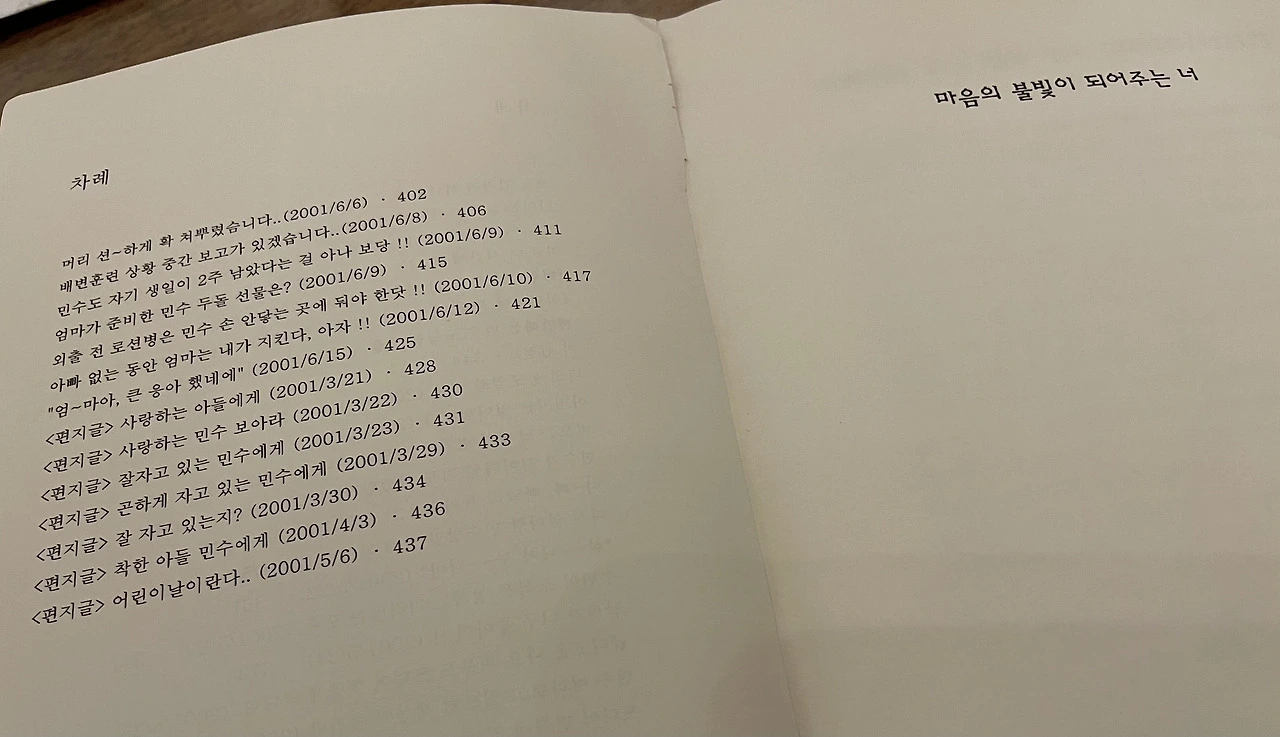 차례
머리 션~하게 확 쳐뿌렸슴니다..(2001/6/6) · 402
배변훈련 상황 중간 보고가 있겠습니다..(2001/6/8) · 406
민수도 자기 생일이 2주 남았다는 걸 아나 보당 !! (2001/6/9) · 411
엄마가 준비한 민수 두돌 선물은? (2001/6/9) · 415
외출 전 로션병은 민수 손 안닿는 곳에 둬야 한닷 !! (2001/6/10) · 417
아빠 없는 동안 엄마는 내가 지킨다, 아자 !! (2001/6/12) · 421
"엄~마아, 큰 응아 했네에" (2001/6/15) · 425
<편지글> 사랑하는 아들에게 (2001/3/21) · 428
<편지글> 사랑하는 민수 보아라 (2001/3/22) · 430
<편지글> 잘자고 있는 민수에게 (2001/3/23) · 431
<편지글> 곤하게 자고 있는 민수에게 (2001/3/29) · 433
<편지글> 잘 자고 있는지? (2001/3/30) · 434
<편지글> 착한 아들 민수에게 (2001/4/3) · 436
<편지글> 어린이날이란다.. (2001/5/6) · 437
마음의 불빛이 되어주는 너